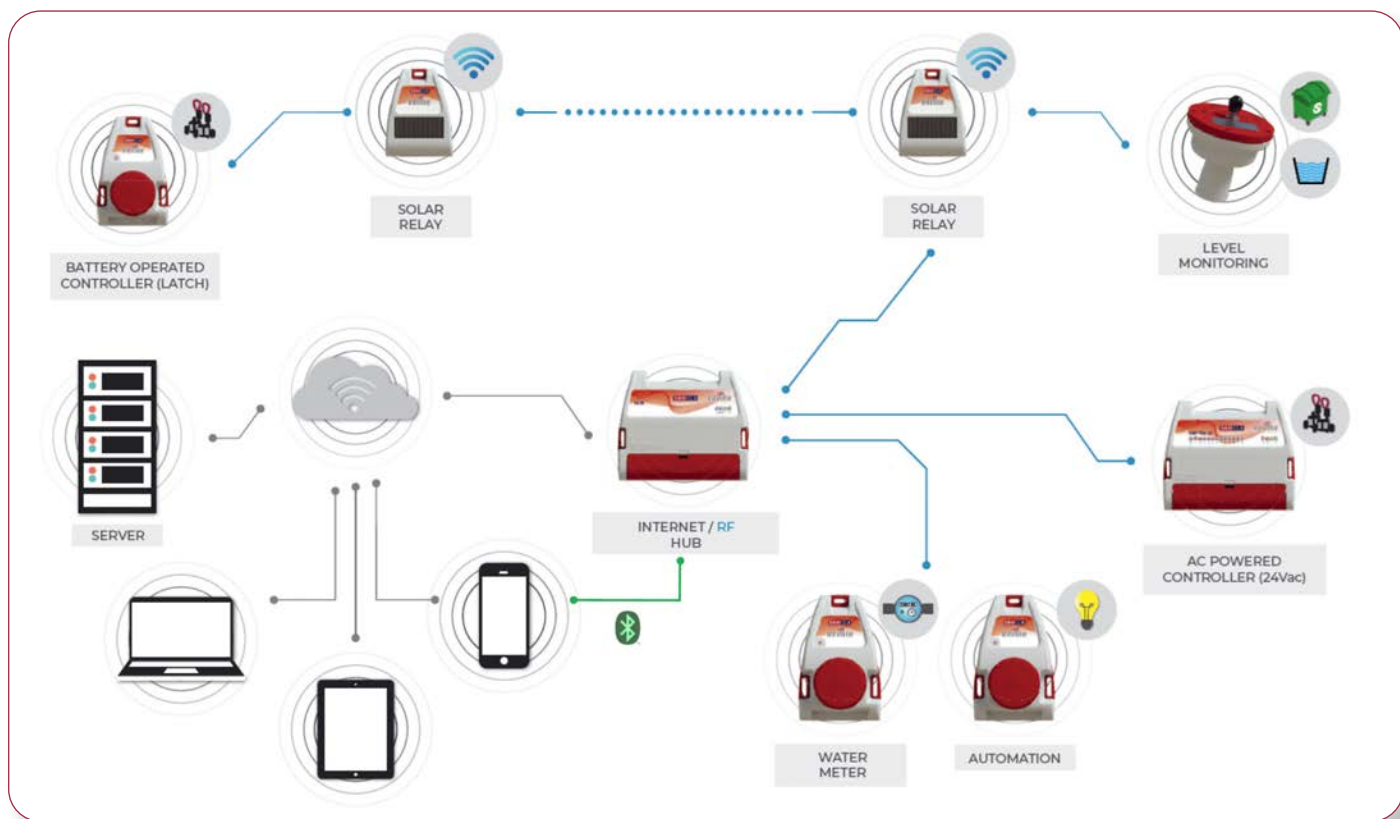 SOLAR
RELAY
SOLAR
RELAY
BATTERY OPERATED
CONTROLLER (LATCH)
LEVEL
MONITORING
SERVER
INTERNET / RF
HUB
AC POWERED
CONTROLLER (24Vac)
WATER
METER
AUTOMATION